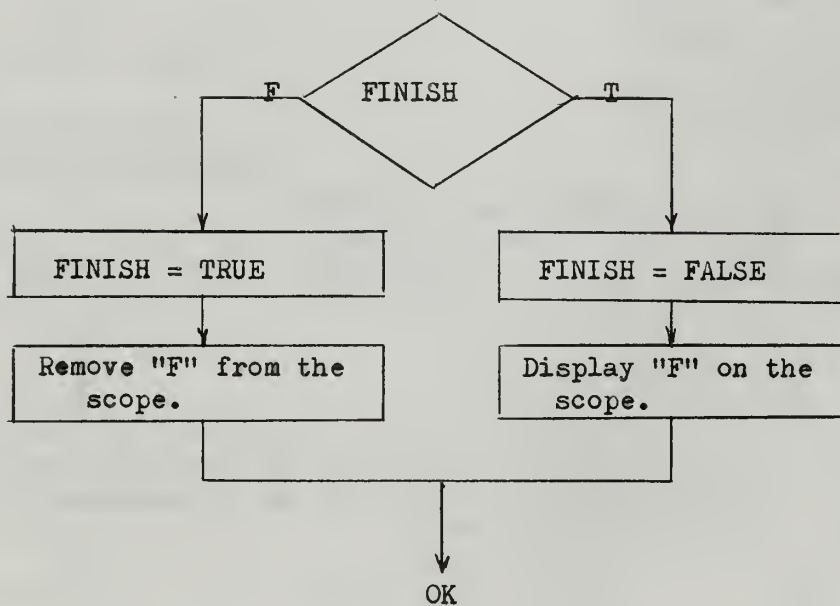 FINISH
F
T
FINISH = TRUE
FINISH = FALSE
Remove "F" from the
scope.
Display "F" on the
scope.
OK